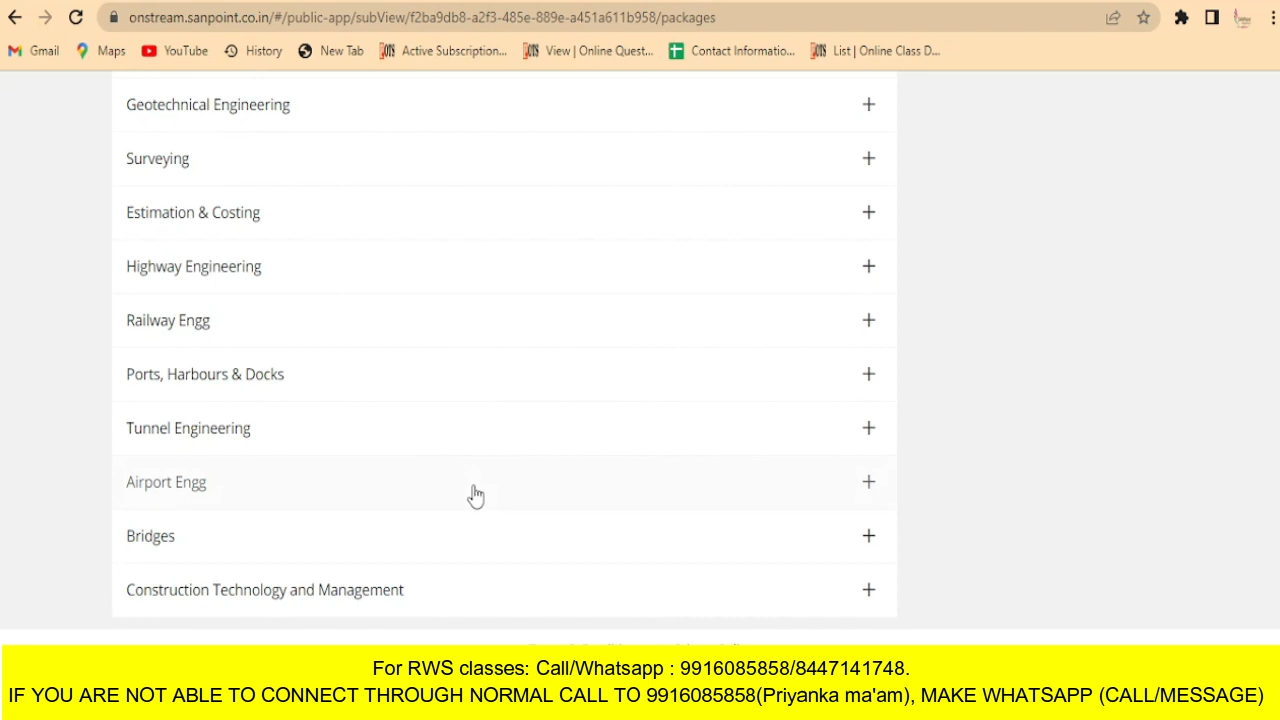 onstream.sanpoint.co.in/#/public-app/subView/f2ba9db8-a2f3-485e-889e-a451a611b958/packages
Gmail Maps YouTube History New Tab Active Subscription... View | Online Quest... Contact Informatio... List | Online Class D...
Geotechnical Engineering
Surveying
Estimation & Costing
Highway Engineering
Railway Engg
Ports, Harbours & Docks
Tunnel Engineering
Airport Engg
Bridges
Construction Technology and Management
For RWS classes: Call/Whatsapp : 9916085858/8447141748.
IF YOU ARE NOT ABLE TO CONNECT THROUGH NORMAL CALL TO 9916085858(Priyanka ma'am), MAKE WHATSAPP (CALL/MESSAGE)